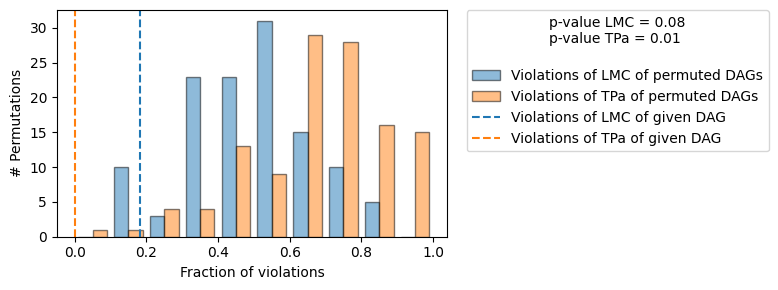 p-value LMC = 0.08
p-value TPa = 0.01
Violations of LMC of permuted DAGs
Violations of TPa of permuted DAGs
Violations of LMC of given DAG
Violations of TPa of given DAG
# Permutations
30
25
20
15
10
5
0
0.0 0.2 0.4 0.6 0.8 1.0
Fraction of violations